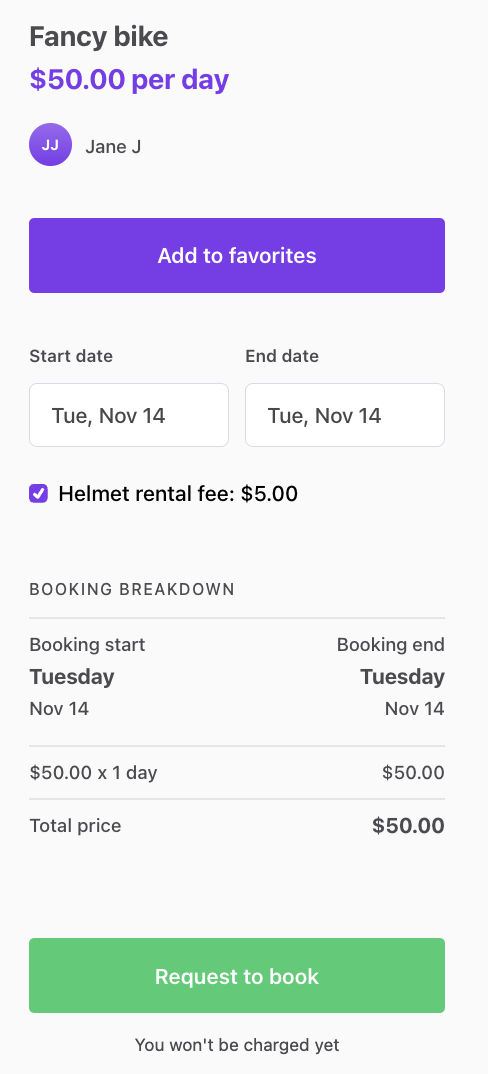 Fancy bike
$50.00 per day
JJ Jane J
Add to favorites
Start date End date
Tue, Nov 14 Tue, Nov 14
Helmet rental fee: $5.00
BOOKING BREAKDOWN
Booking start Booking end
Tuesday Tuesday
Nov 14 Nov 14
$50.00 x 1 day $50.00
Total price $50.00
Request to book
You won't be charged yet